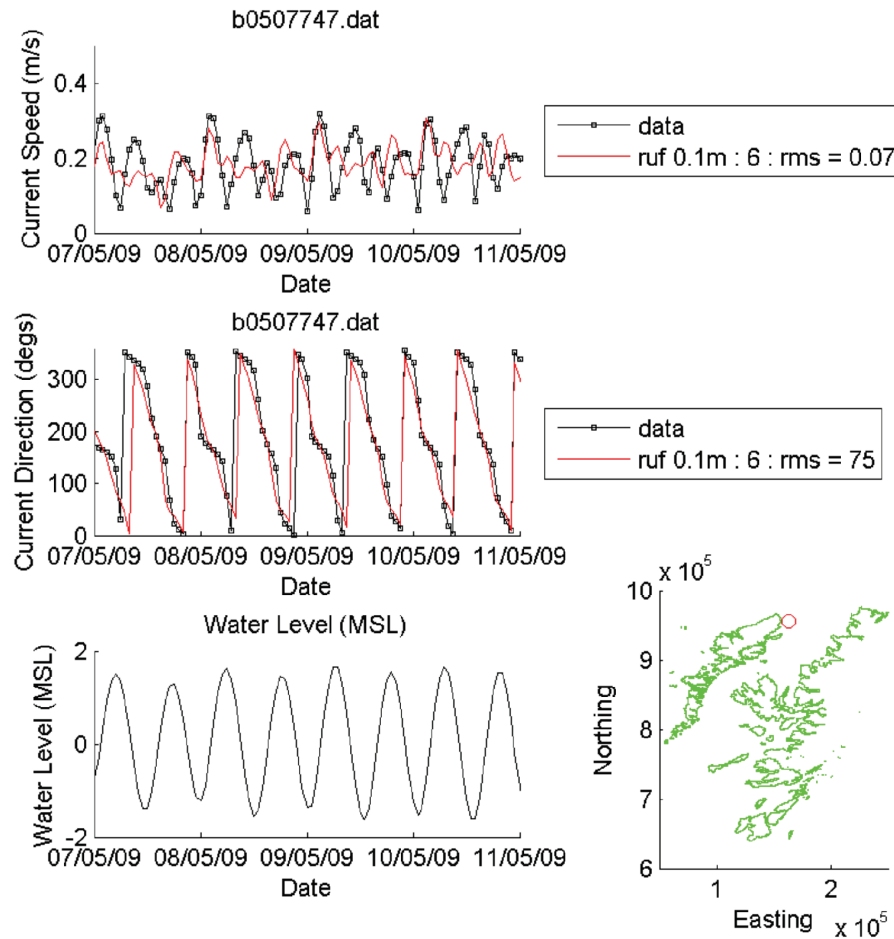 b0507747.dat
Current Speed (m/s)
0.4
0.2
0
07/05/09 08/05/09 09/05/09 10/05/09 11/05/09
Date
data
ruf 0.1m : 6 : rms = 0.07
b0507747.dat
Current Direction (degs)
300
200
100
0
07/05/09 08/05/09 09/05/09 10/05/09 11/05/09
Date
data
ruf 0.1m : 6 : rms = 75
Water Level (MSL)
Water Level (MSL)
2
0
-2
07/05/09 08/05/09 09/05/09 10/05/09 11/05/09
Date
x 10^5
Northing
10
9
8
7
6
1 2
Easting
x 10^5